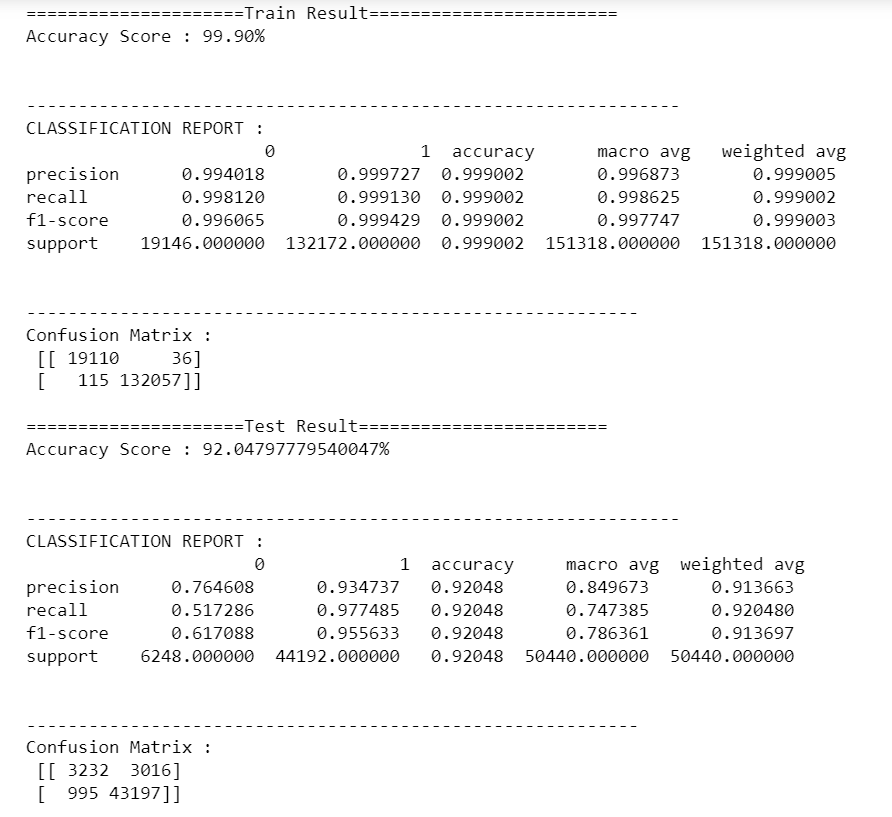 =====================Train Result========================
Accuracy Score : 99.90%
---------------------------------------------------------------
CLASSIFICATION REPORT :
                       0              1  accuracy      macro avg   weighted avg
precision      0.994018       0.999727  0.999002       0.996873       0.999005
recall         0.998120       0.999130  0.999002       0.998625       0.999002
f1-score       0.996065       0.999429  0.999002       0.997747       0.999003
support    19146.000000  132172.000000  0.999002  151318.000000  151318.000000
-----------------------------------------------------------
Confusion Matrix :
 [[ 19110     36]
 [   115 132057]]
=====================Test Result========================
Accuracy Score : 92.04797779540047%
---------------------------------------------------------------
CLASSIFICATION REPORT :
                      0             1  accuracy     macro avg  weighted avg
precision     0.764608      0.934737   0.92048      0.849673      0.913663
recall        0.517286      0.977485   0.92048      0.747385      0.920480
f1-score      0.617088      0.955633   0.92048      0.786361      0.913697
support    6248.000000  44192.000000   0.92048  50440.000000  50440.000000
-----------------------------------------------------------
Confusion Matrix :
 [[ 3232  3016]
 [  995 43197]]